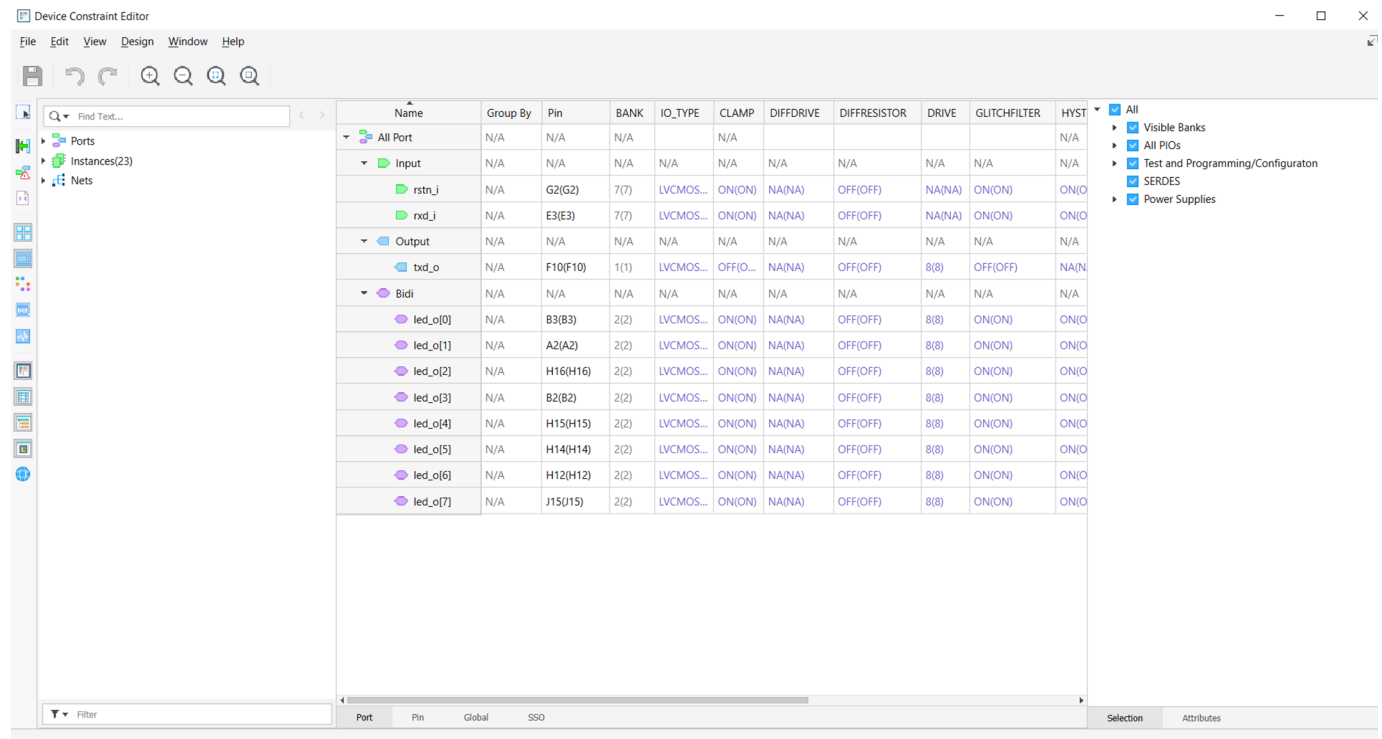 Device Constraint Editor
File Edit View Design Window Help
Find Text...
Ports
Instances(23)
Nets
Filter
Name Group By Pin BANK IO_TYPE CLAMP DIFFDRIVE DIFFRESISTOR DRIVE GLITCHFILTER HYST
All Port N/A N/A N/A N/A N/A
Input N/A N/A N/A N/A N/A N/A N/A N/A N/A N/A
rstn_i N/A G2(G2) 7(7) LVCMOS... ON(ON) NA(NA) OFF(OFF) NA(NA) ON(ON) ON(O
rxd_i N/A E3(E3) 7(7) LVCMOS... ON(ON) NA(NA) OFF(OFF) NA(NA) ON(ON) ON(O
Output N/A N/A N/A N/A N/A N/A N/A N/A N/A N/A
txd_o N/A F10(F10) 1(1) LVCMOS... OFF(O... NA(NA) OFF(OFF) 8(8) OFF(OFF) NA(N
Bidi N/A N/A N/A N/A N/A N/A N/A N/A N/A N/A
led_o[0] N/A B3(B3) 2(2) LVCMOS... ON(ON) NA(NA) OFF(OFF) 8(8) ON(ON) ON(O
led_o[1] N/A A2(A2) 2(2) LVCMOS... ON(ON) NA(NA) OFF(OFF) 8(8) ON(ON) ON(O
led_o[2] N/A H16(H16) 2(2) LVCMOS... ON(ON) NA(NA) OFF(OFF) 8(8) ON(ON) ON(O
led_o[3] N/A B2(B2) 2(2) LVCMOS... ON(ON) NA(NA) OFF(OFF) 8(8) ON(ON) ON(O
led_o[4] N/A H15(H15) 2(2) LVCMOS... ON(ON) NA(NA) OFF(OFF) 8(8) ON(ON) ON(O
led_o[5] N/A H14(H14) 2(2) LVCMOS... ON(ON) NA(NA) OFF(OFF) 8(8) ON(ON) ON(O
led_o[6] N/A H12(H12) 2(2) LVCMOS... ON(ON) NA(NA) OFF(OFF) 8(8) ON(ON) ON(O
led_o[7] N/A J15(J15) 2(2) LVCMOS... ON(ON) NA(NA) OFF(OFF) 8(8) ON(ON) ON(O
Port Pin Global SSO
All
Visible Banks
All PIOs
Test and Programming/Configuraton
SERDES
Power Supplies
Selection Attributes